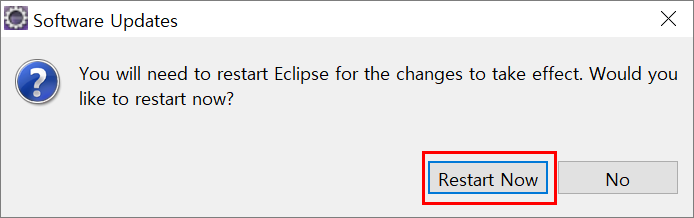 Software Updates
You will need to restart Eclipse for the changes to take effect. Would you
like to restart now?
Restart Now
No